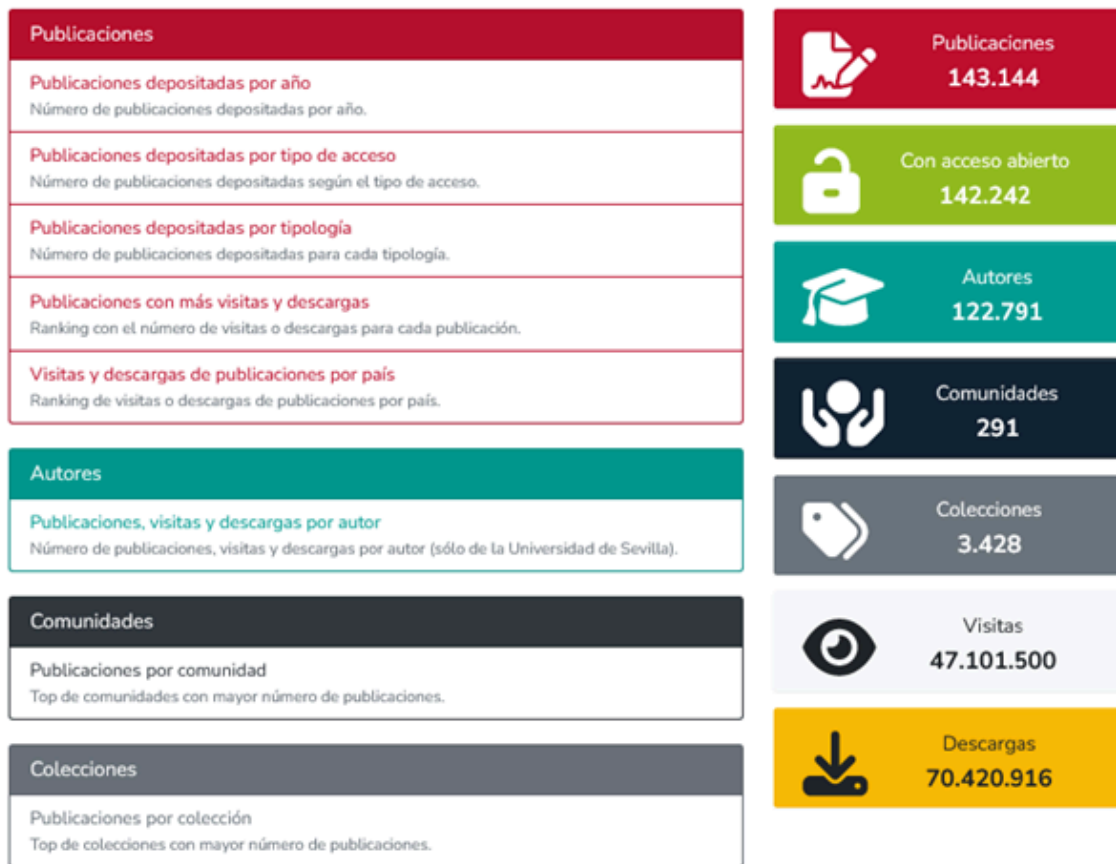 Publicaciones
Publicaciones depositadas por año
Número de publicaciones depositadas por año.
Publicaciones depositadas por tipo de acceso
Número de publicaciones depositadas según el tipo de acceso.
Publicaciones depositadas por tipología
Número de publicaciones depositadas para cada tipología.
Publicaciones con más visitas y descargas
Ranking con el número de visitas o descargas para cada publicación.
Visitas y descargas de publicaciones por país
Ranking de visitas o descargas de publicaciones por país.
Autores
Publicaciones, visitas y descargas por autor
Número de publicaciones, visitas y descargas por autor (sólo de la Universidad de Sevilla).
Comunidades
Publicaciones por comunidad
Top de comunidades con mayor número de publicaciones.
Colecciones
Publicaciones por colección
Top de colecciones con mayor número de publicaciones.
Publicaciones
143.144
Con acceso abierto
142.242
Autores
122.791
Comunidades
291
Colecciones
3.428
Visitas
47.101.500
Descargas
70.420.916